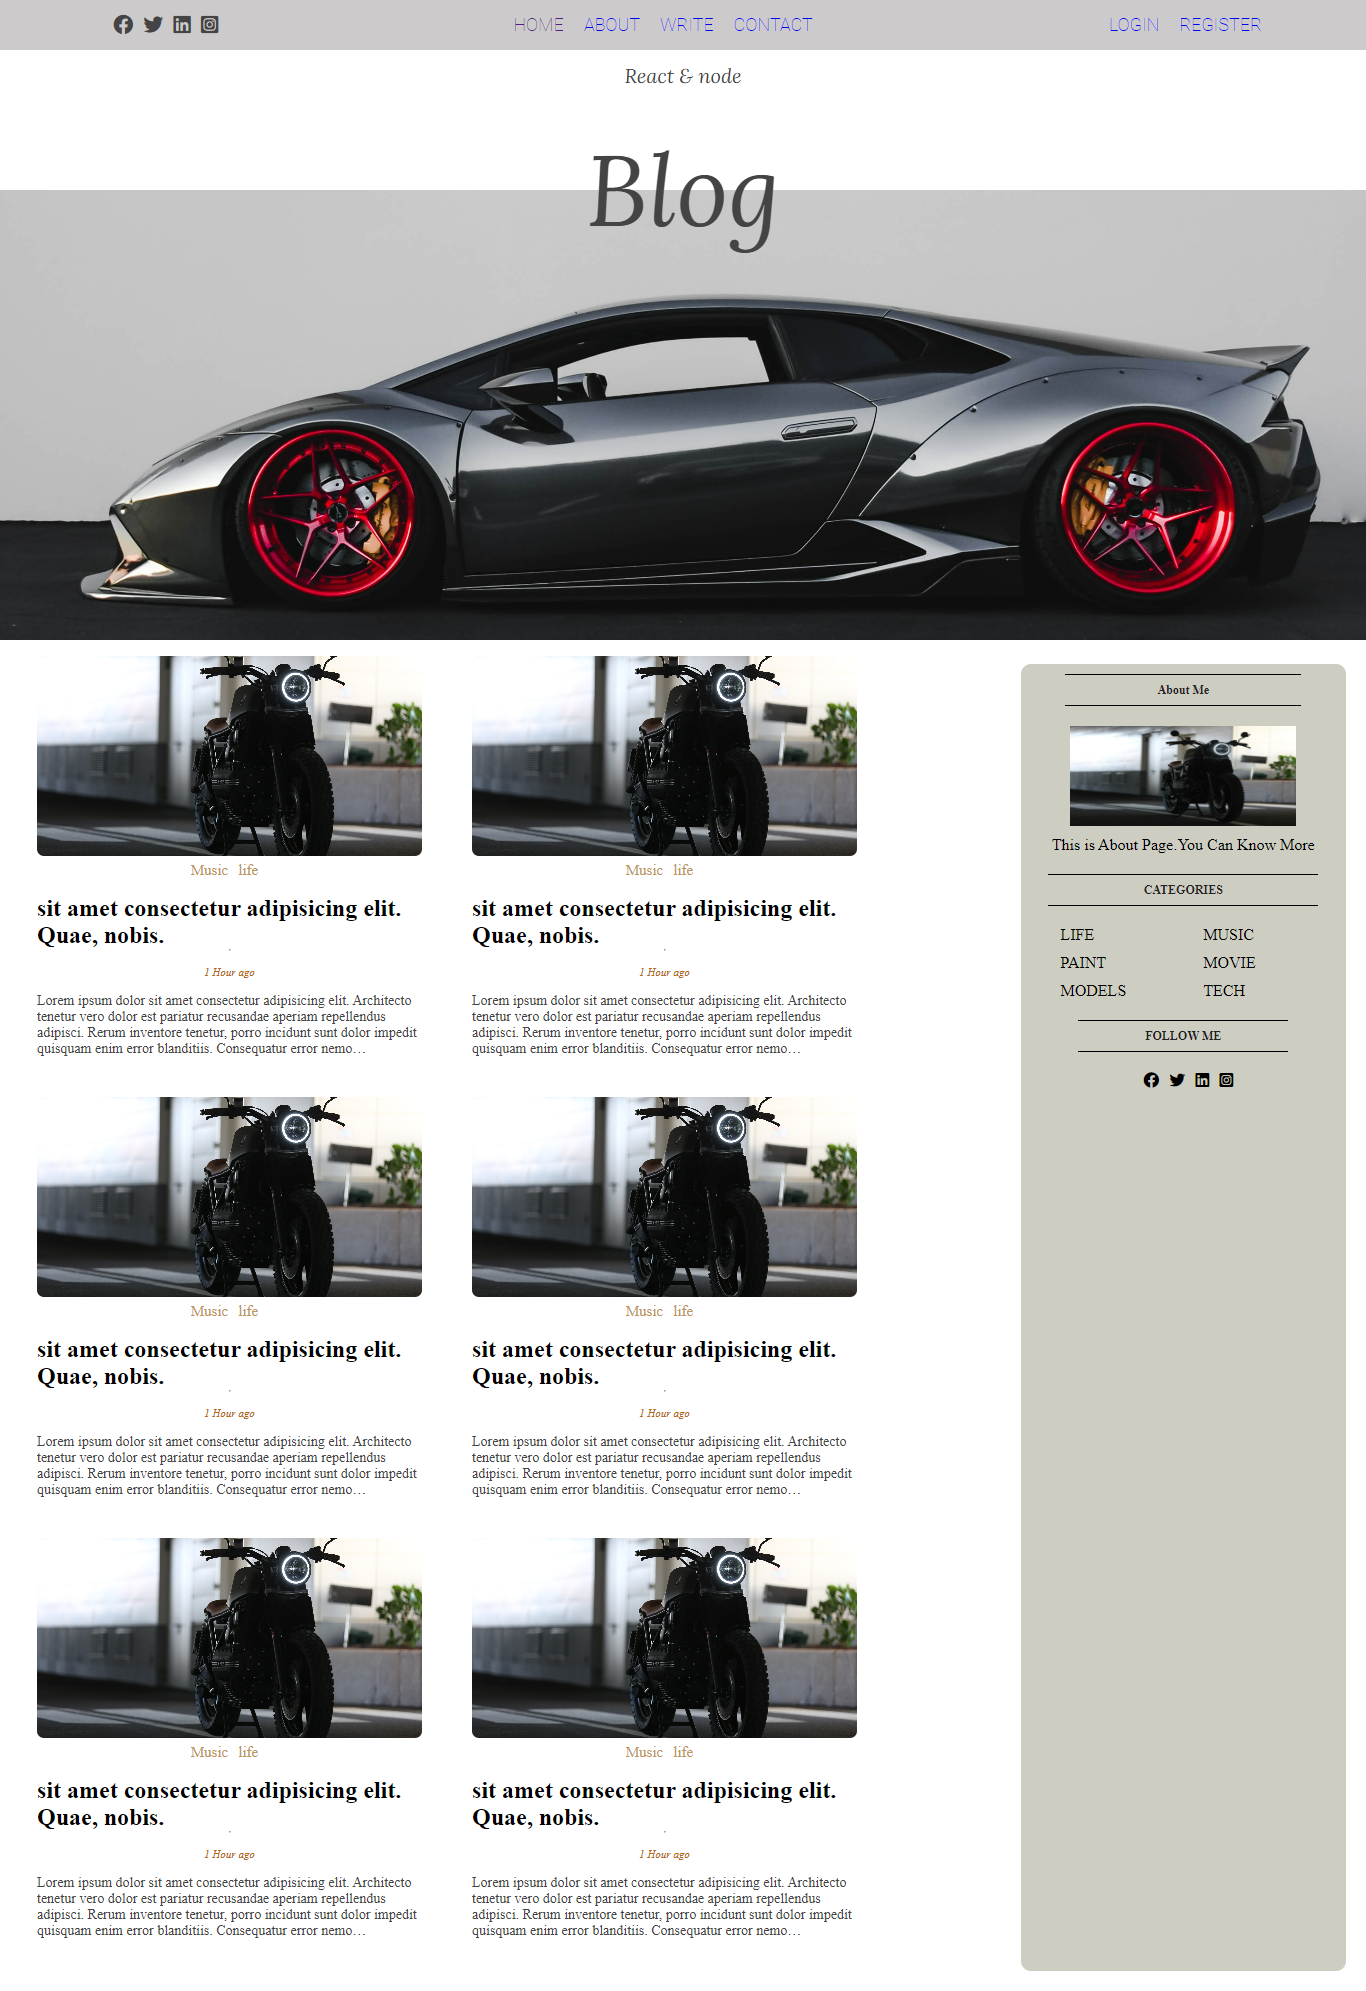 HOME ABOUT WRITE CONTACT LOGIN REGISTER
React & node
Blog
Music life
sit amet consectetur adipisicing elit.
Quae, nobis.
1 Hour ago
Lorem ipsum dolor sit amet consectetur adipisicing elit. Architecto
tenetur vero dolor est pariatur recusandae aperiam repellendus
adipisci. Rerum inventore tenetur, porro incidunt sunt dolor impedit
quisquam enim error blanditiis. Consequatur error nemo…
Music life
sit amet consectetur adipisicing elit.
Quae, nobis.
1 Hour ago
Lorem ipsum dolor sit amet consectetur adipisicing elit. Architecto
tenetur vero dolor est pariatur recusandae aperiam repellendus
adipisci. Rerum inventore tenetur, porro incidunt sunt dolor impedit
quisquam enim error blanditiis. Consequatur error nemo…
Music life
sit amet consectetur adipisicing elit.
Quae, nobis.
1 Hour ago
Lorem ipsum dolor sit amet consectetur adipisicing elit. Architecto
tenetur vero dolor est pariatur recusandae aperiam repellendus
adipisci. Rerum inventore tenetur, porro incidunt sunt dolor impedit
quisquam enim error blanditiis. Consequatur error nemo…
Music life
sit amet consectetur adipisicing elit.
Quae, nobis.
1 Hour ago
Lorem ipsum dolor sit amet consectetur adipisicing elit. Architecto
tenetur vero dolor est pariatur recusandae aperiam repellendus
adipisci. Rerum inventore tenetur, porro incidunt sunt dolor impedit
quisquam enim error blanditiis. Consequatur error nemo…
Music life
sit amet consectetur adipisicing elit.
Quae, nobis.
1 Hour ago
Lorem ipsum dolor sit amet consectetur adipisicing elit. Architecto
tenetur vero dolor est pariatur recusandae aperiam repellendus
adipisci. Rerum inventore tenetur, porro incidunt sunt dolor impedit
quisquam enim error blanditiis. Consequatur error nemo…
Music life
sit amet consectetur adipisicing elit.
Quae, nobis.
1 Hour ago
Lorem ipsum dolor sit amet consectetur adipisicing elit. Architecto
tenetur vero dolor est pariatur recusandae aperiam repellendus
adipisci. Rerum inventore tenetur, porro incidunt sunt dolor impedit
quisquam enim error blanditiis. Consequatur error nemo…
About Me
This is About Page.You Can Know More
CATEGORIES
LIFE MUSIC
PAINT MOVIE
MODELS TECH
FOLLOW ME